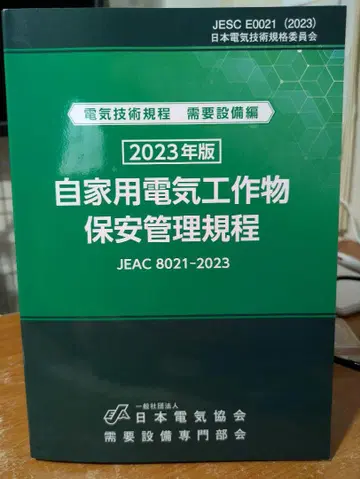 JESC E0021 (2023)
日本電気技術規格委員会
電気技術規程 需要設備編
2023年版
自家用電気工作物
保安管理規程
JEAC 8021-2023
一般社団法人
日本電気協会
需要設備専門部会